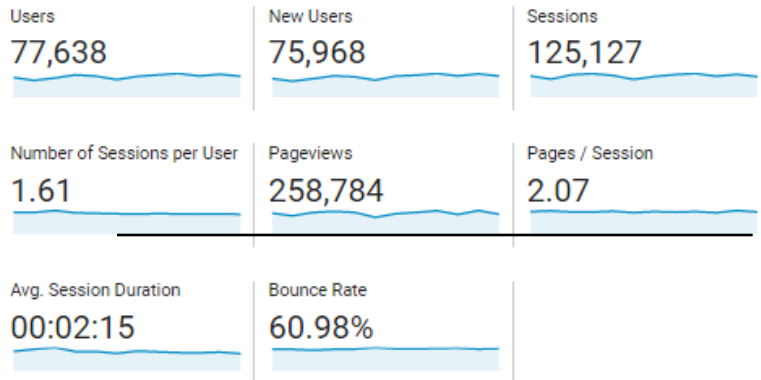 Users
77,638
New Users
75,968
Sessions
125,127
Number of Sessions per User
1.61
Pageviews
258,784
Pages / Session
2.07
Avg. Session Duration
00:02:15
Bounce Rate
60.98%